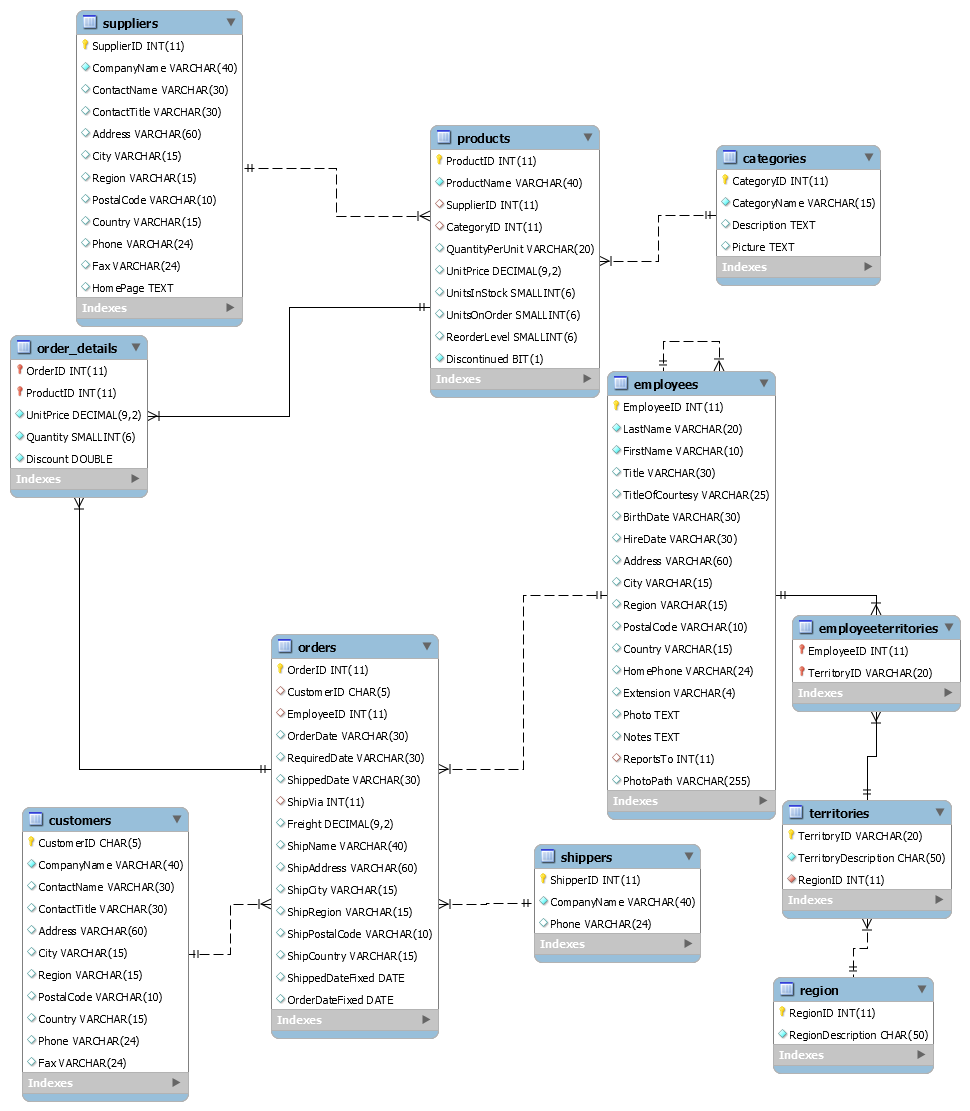 suppliers
SupplierID INT(11)
CompanyName VARCHAR(40)
ContactName VARCHAR(30)
ContactTitle VARCHAR(30)
Address VARCHAR(60)
City VARCHAR(15)
Region VARCHAR(15)
PostalCode VARCHAR(10)
Country VARCHAR(15)
Phone VARCHAR(24)
Fax VARCHAR(24)
HomePage TEXT
Indexes
products
ProductID INT(11)
ProductName VARCHAR(40)
SupplierID INT(11)
CategoryID INT(11)
QuantityPerUnit VARCHAR(20)
UnitPrice DECIMAL(9,2)
UnitsInStock SMALLINT(6)
UnitsOnOrder SMALLINT(6)
ReorderLevel SMALLINT(6)
Discontinued BIT(1)
Indexes
categories
CategoryID INT(11)
CategoryName VARCHAR(15)
Description TEXT
Picture TEXT
Indexes
order_details
OrderID INT(11)
ProductID INT(11)
UnitPrice DECIMAL(9,2)
Quantity SMALLINT(6)
Discount DOUBLE
Indexes
employees
EmployeeID INT(11)
LastName VARCHAR(20)
FirstName VARCHAR(10)
Title VARCHAR(30)
TitleOfCourtesy VARCHAR(25)
BirthDate VARCHAR(30)
HireDate VARCHAR(30)
Address VARCHAR(60)
City VARCHAR(15)
Region VARCHAR(15)
PostalCode VARCHAR(10)
Country VARCHAR(15)
HomePhone VARCHAR(24)
Extension VARCHAR(4)
Photo TEXT
Notes TEXT
ReportsTo INT(11)
PhotoPath VARCHAR(255)
Indexes
employeeterritories
EmployeeID INT(11)
TerritoryID VARCHAR(20)
Indexes
orders
OrderID INT(11)
CustomerID CHAR(5)
EmployeeID INT(11)
OrderDate VARCHAR(30)
RequiredDate VARCHAR(30)
ShippedDate VARCHAR(30)
ShipVia INT(11)
Freight DECIMAL(9,2)
ShipName VARCHAR(40)
ShipAddress VARCHAR(60)
ShipCity VARCHAR(15)
ShipRegion VARCHAR(15)
ShipPostalCode VARCHAR(10)
ShipCountry VARCHAR(15)
ShippedDateFixed DATE
OrderDateFixed DATE
Indexes
customers
CustomerID CHAR(5)
CompanyName VARCHAR(40)
ContactName VARCHAR(30)
ContactTitle VARCHAR(30)
Address VARCHAR(60)
City VARCHAR(15)
Region VARCHAR(15)
PostalCode VARCHAR(10)
Country VARCHAR(15)
Phone VARCHAR(24)
Fax VARCHAR(24)
Indexes
shippers
ShipperID INT(11)
CompanyName VARCHAR(40)
Phone VARCHAR(24)
Indexes
territories
TerritoryID VARCHAR(20)
TerritoryDescription CHAR(50)
RegionID INT(11)
Indexes
region
RegionID INT(11)
RegionDescription CHAR(50)
Indexes